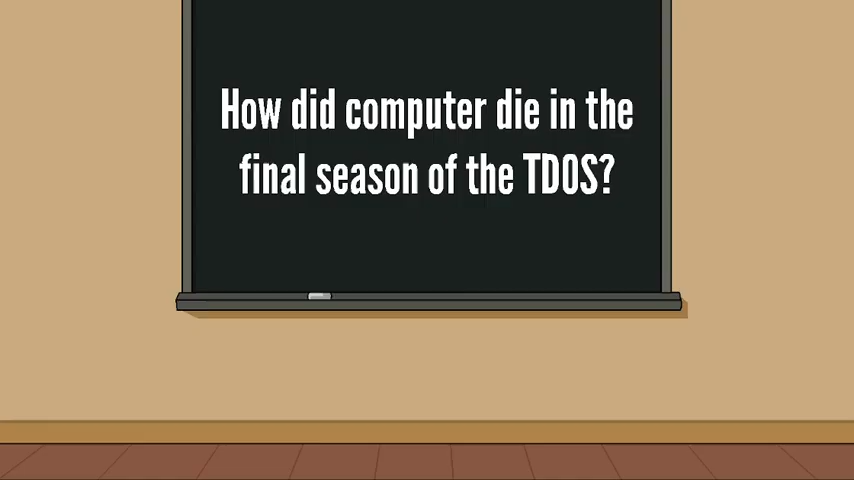 How did computer die in the
final season of the TDOS?